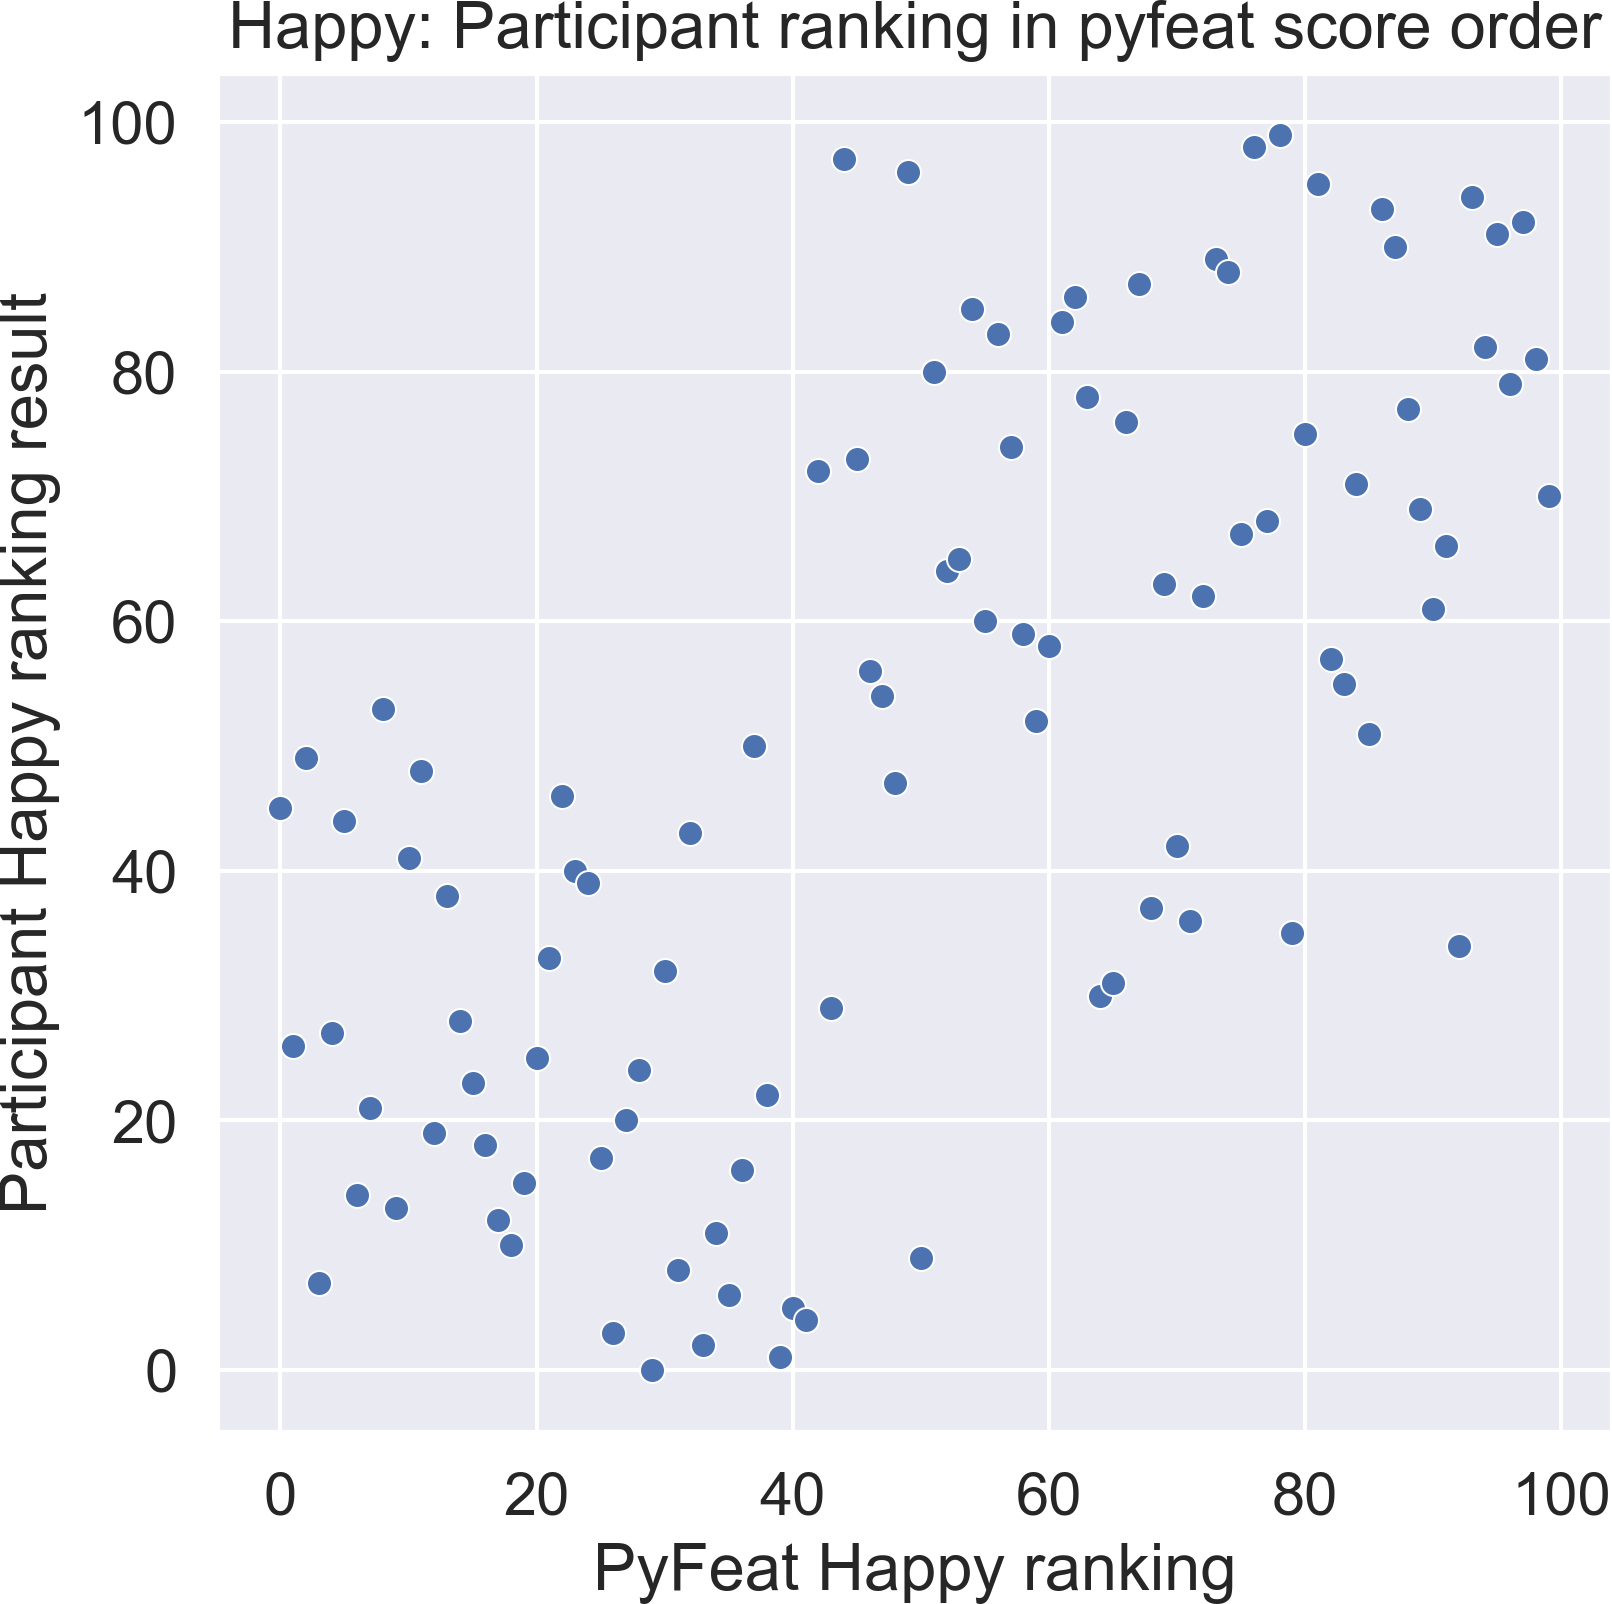 Happy: Participant ranking in pyfeat score order
Participant Happy ranking result
100
80
60
40
20
0
0 20 40 60 80 100
PyFeat Happy ranking